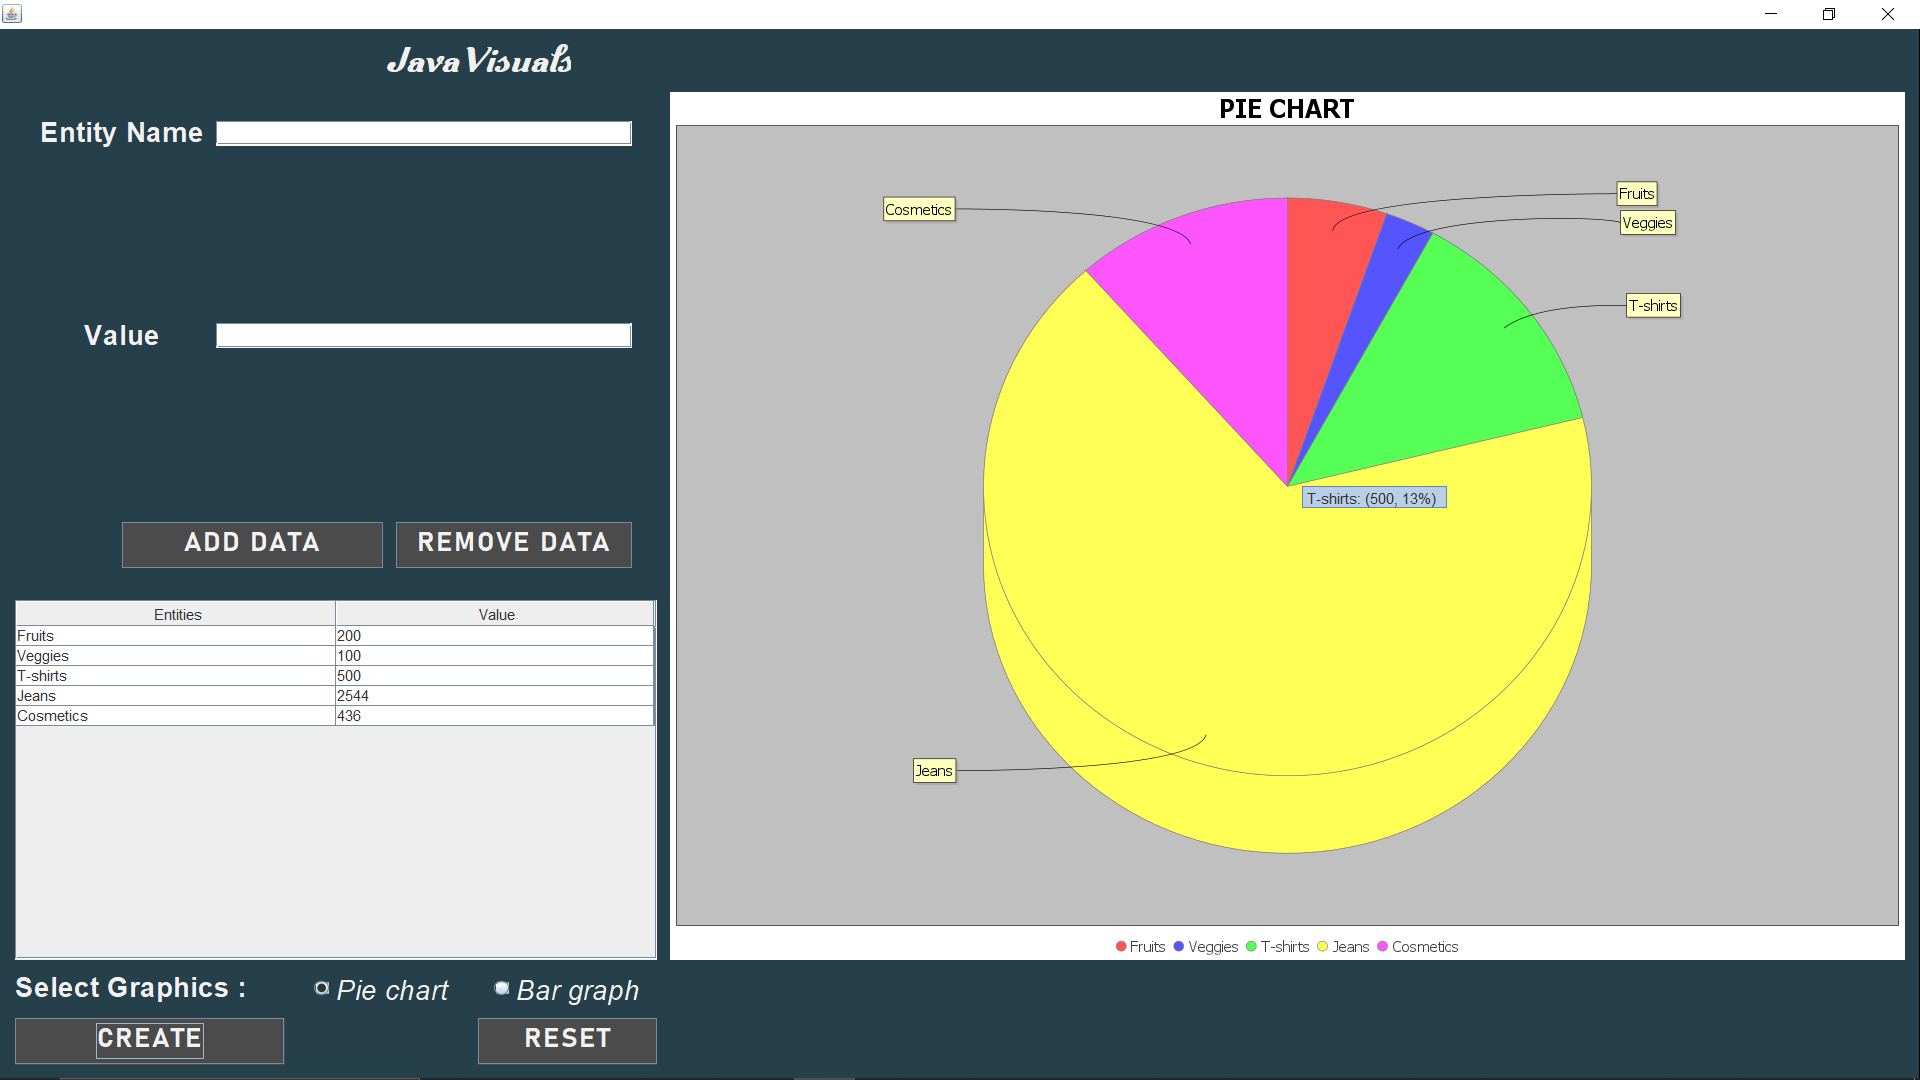 JavaVisuals
Entity Name
Value
ADD DATA REMOVE DATA
Entities Value
Fruits 200
Veggies 100
T-shirts 500
Jeans 2544
Cosmetics 436
Select Graphics : Pie chart Bar graph
CREATE RESET
PIE CHART
Cosmetics
Fruits
Veggies
T-shirts
T-shirts: (500, 13%)
Jeans
Fruits Veggies T-shirts Jeans Cosmetics